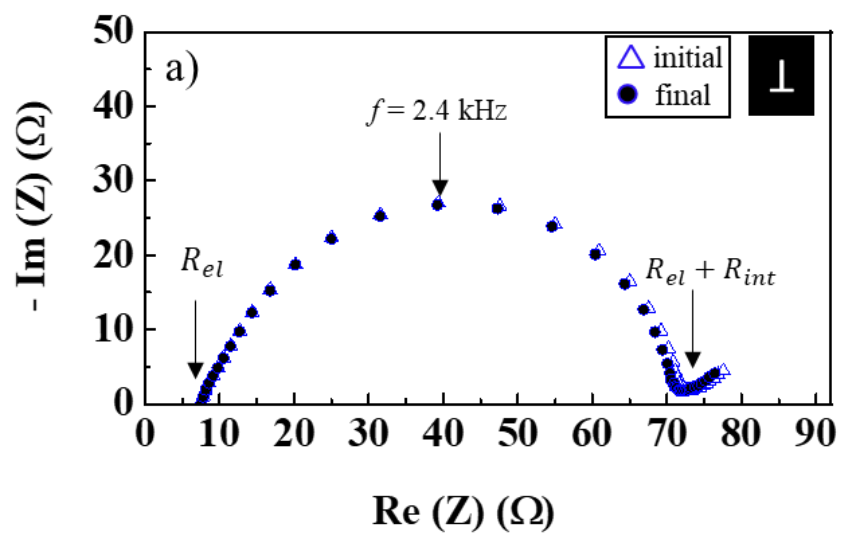 50
40
30
20
10
0
- Im (Z) (Ω)
a)
initial
final
⊥
f = 2.4 kHz
R_el
R_el + R_int
0 10 20 30 40 50 60 70 80 90
Re (Z) (Ω)